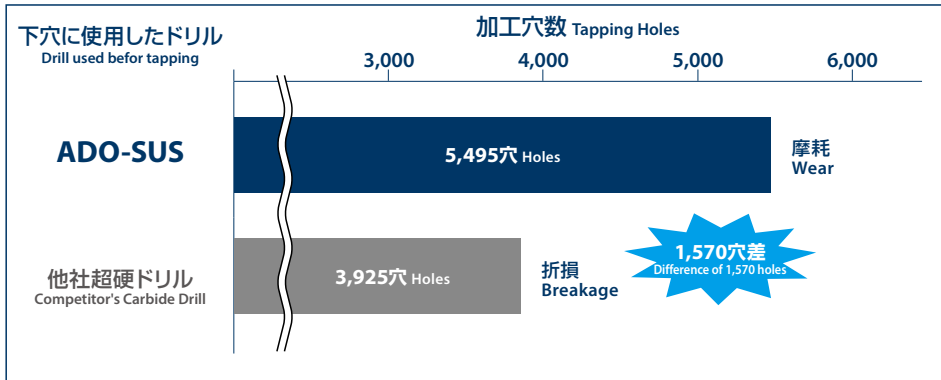 下穴に使用したドリル
Drill used befor tapping
加工穴数 Tapping Holes
3,000 4,000 5,000 6,000
ADO-SUS
5,495穴 Holes
摩耗
Wear
他社超硬ドリル
Competitor's Carbide Drill
3,925穴 Holes
折損
Breakage
1,570穴差
Difference of 1,570 holes